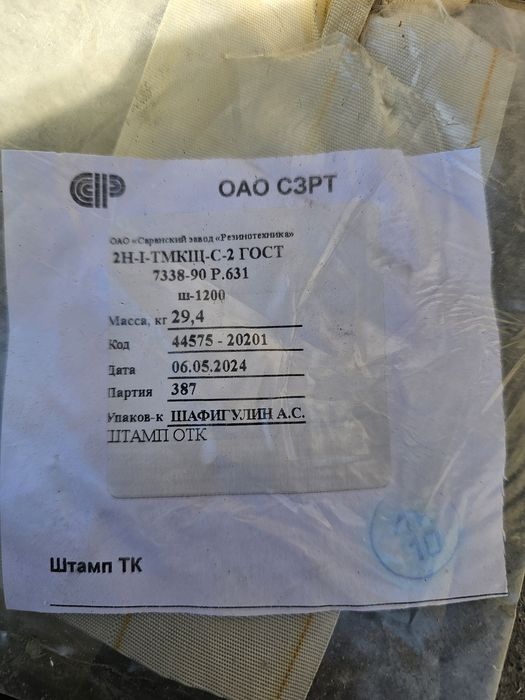 ОАО СЗРТ
ОАО «Саранский завод «Резинотехника»
2Н-I-ТМКЩ-С-2 ГОСТ
7338-90 Р.631
ш-1200
Масса, кг 29,4
Код 44575 - 20201
Дата 06.05.2024
Партия 387
Упаков-к ШАФИГУЛИН А.С.
ШТАМП ОТК
Штамп ТК